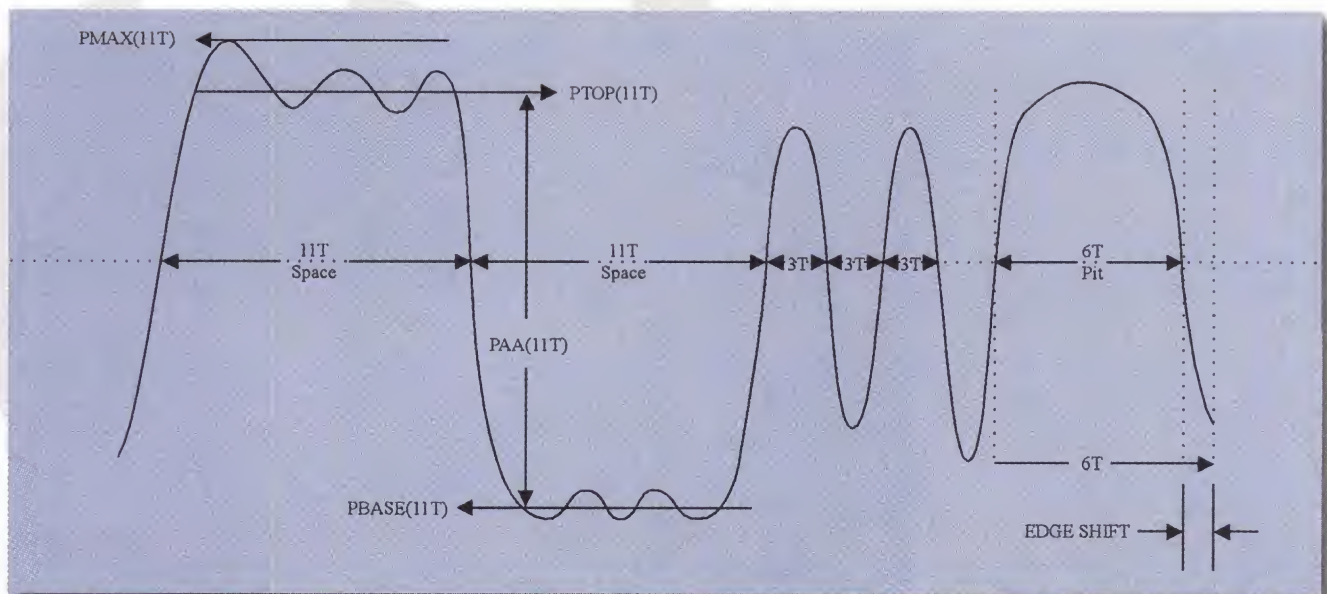 PMAX(11T)
PTOP(11T)
11T
Space
11T
Space
3T
3T
3T
6T
Pit
PAA(11T)
6T
PBASE(11T)
EDGE SHIFT